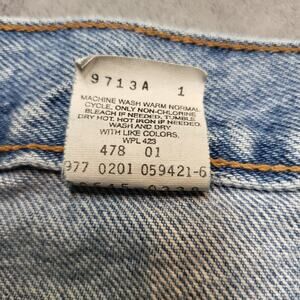 9713A 1
MACHINE WASH WARM NORMAL
CYCLE, ONLY NON-CHLORINE
BLEACH IF NEEDED, TUMBLE
DRY HOT, HOT IRON IF NEEDED.
WASH AND DRY
WITH LIKE COLORS,
WPL 423
478 01
977 0201 059421-6